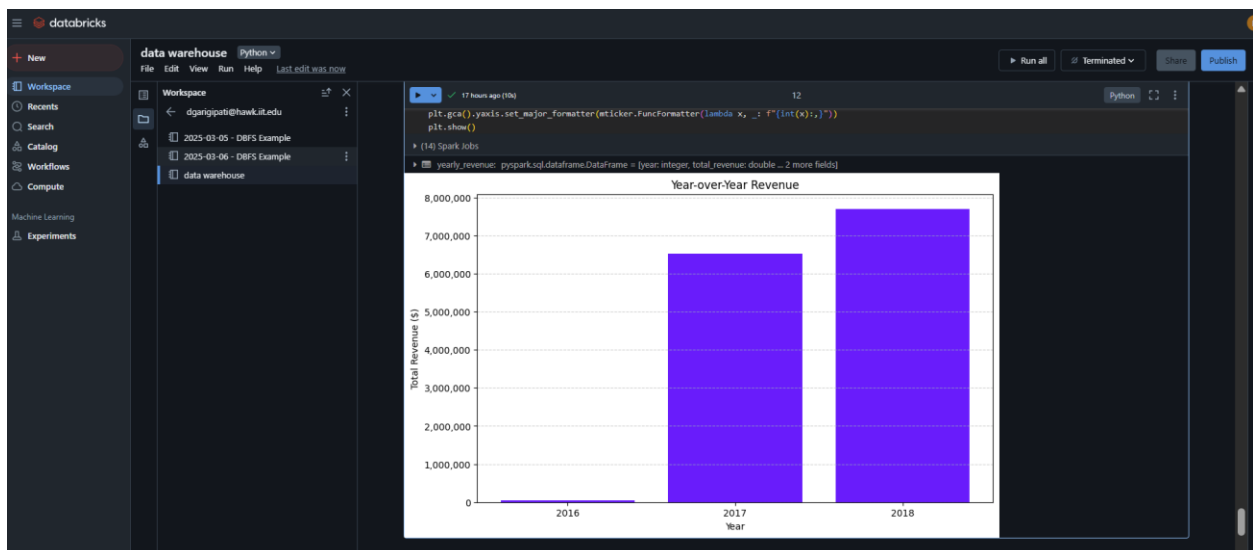 databricks
New
Workspace
Recents
Search
Catalog
Workflows
Compute
Machine Learning
Experiments
data warehouse Python
File Edit View Run Help Last edit was now
Run all Terminated Share Publish
Workspace
dgarigipati@hawk.iit.edu
2025-03-05 - DBFS Example
2025-03-06 - DBFS Example
data warehouse
17 hours ago (10s) 12 Python
plt.gca().yaxis.set_major_formatter(mticker.FuncFormatter(lambda x, _: f"{int(x):,}"))
plt.show()
(14) Spark Jobs
yearly_revenue: pyspark.sql.dataframe.DataFrame = [year: integer, total_revenue: double ... 2 more fields]
Year-over-Year Revenue
8,000,000
7,000,000
6,000,000
5,000,000
4,000,000
3,000,000
2,000,000
1,000,000
0
Total Revenue ($)
2016 2017 2018
Year